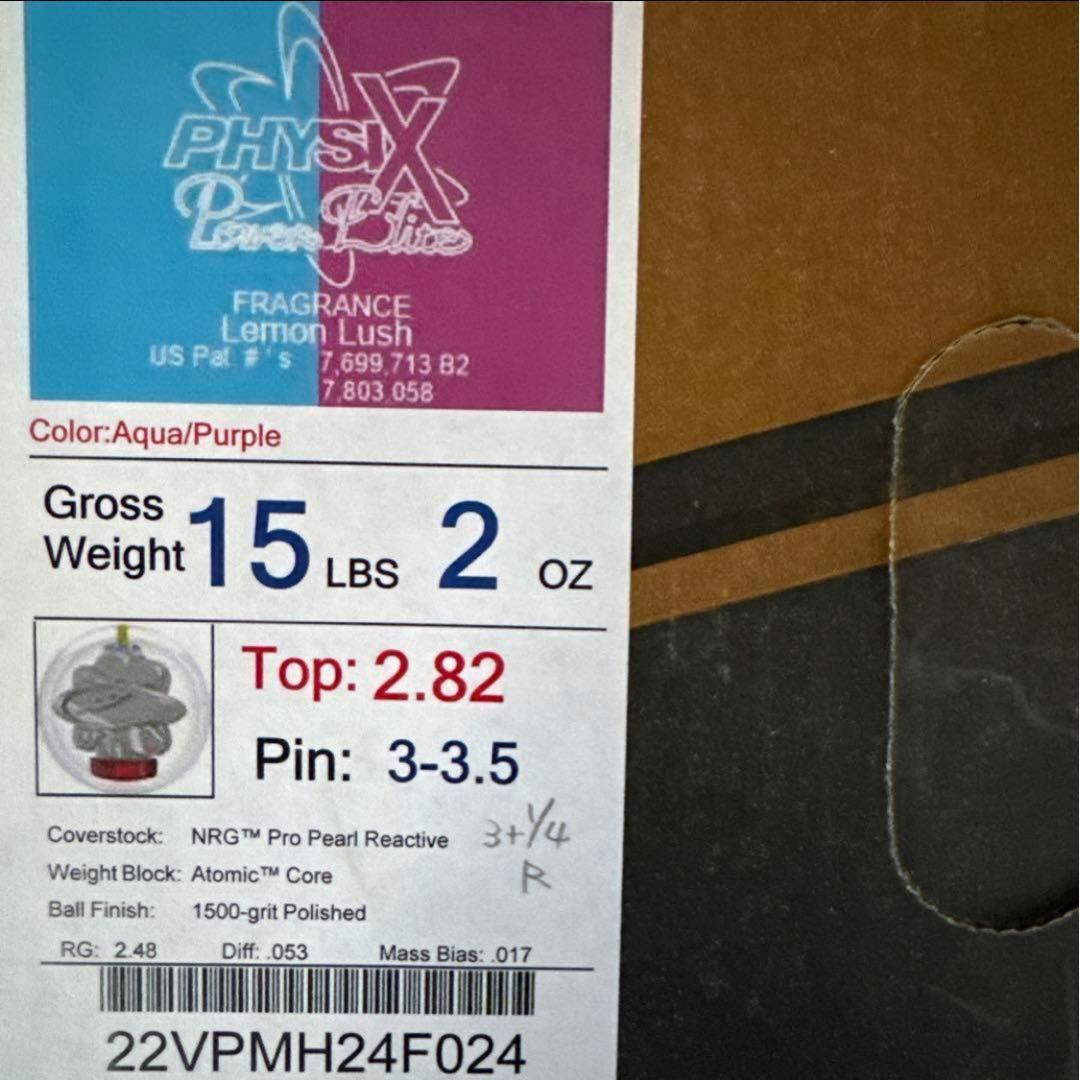 PHYSIX
Power Elite
FRAGRANCE
Lemon Lush
US Pat #'s 7,699,713 B2
7,803,058
Color:Aqua/Purple
Gross Weight 15 LBS 2 OZ
Top: 2.82
Pin: 3-3.5
3+1/4
R
Coverstock: NRG™ Pro Pearl Reactive
Weight Block: Atomic™ Core
Ball Finish: 1500-grit Polished
RG: 2.48 Diff: .053 Mass Bias: .017
22VPMH24F024